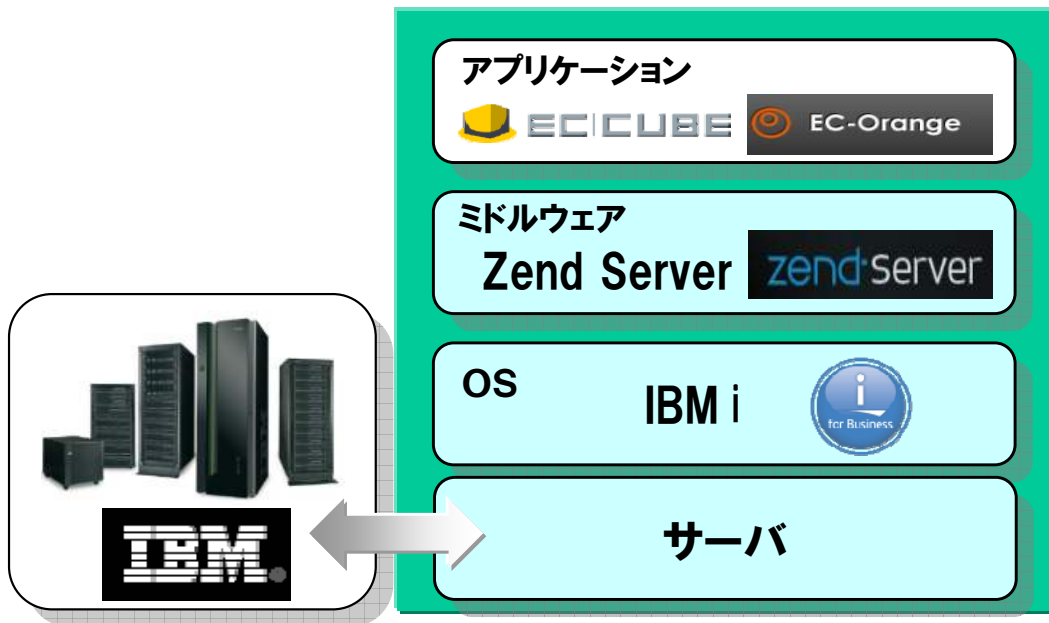 アプリケーション
EC CUBE
EC-Orange
ミドルウェア
Zend Server
zend server
OS
IBM i
i
for Business
IBM®
サーバ